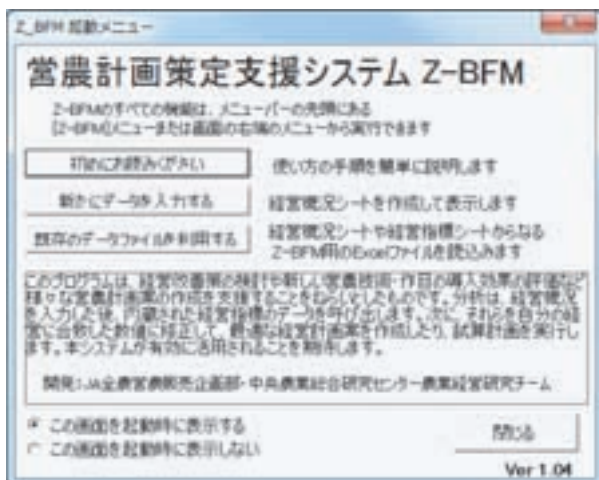 Z_BFM 起動メニュー
営農計画策定支援システム Z-BFM
Z-BFMのすべての機能は、メニューバーの先頭にある
[Z-BFM]メニューまたは画面の右端のメニューから実行できます
初めにお読みください 使い方の手順を簡単に説明します
新たにデータを入力する 経営概況シートを作成して表示します
既存のデータファイルを利用する 経営概況シートや経営指標シートからなる
Z-BFM用のExcelファイルを読込みます
このプログラムは、経営改善策の検討や新しい営農技術・作目の導入効果の評価など
様々な営農計画案の作成を支援することをねらいとしたものです。分析は、経営概況
を入力した後、内蔵された経営指標のデータを呼び出します。次に、それらを自分の経
営に合致した数値に修正して、最適な経営計画案を作成したり、試算計画を実行し
ます。本システムが有効に活用されることを期待します。
開発:JA全農営農販売企画部・中央農業総合研究センター農業経営研究チーム
この画面を起動時に表示する
この画面を起動時に表示しない
閉じる
Ver 1.04